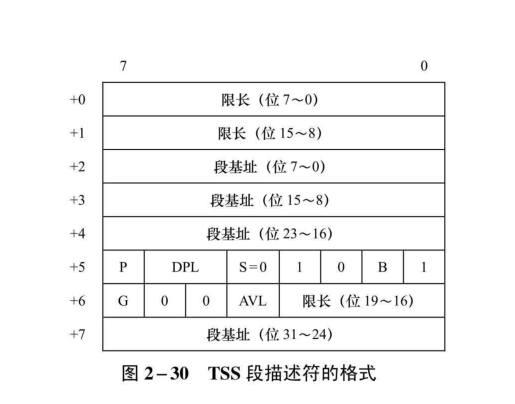 7 0
+0 限长（位 7～0）
+1 限长（位 15～8）
+2 段基址（位 7～0）
+3 段基址（位 15～8）
+4 段基址（位 23～16）
+5 P DPL S=0 1 0 B 1
+6 G 0 0 AVL 限长（位 19～16）
+7 段基址（位 31～24）
图 2－30 TSS 段描述符的格式